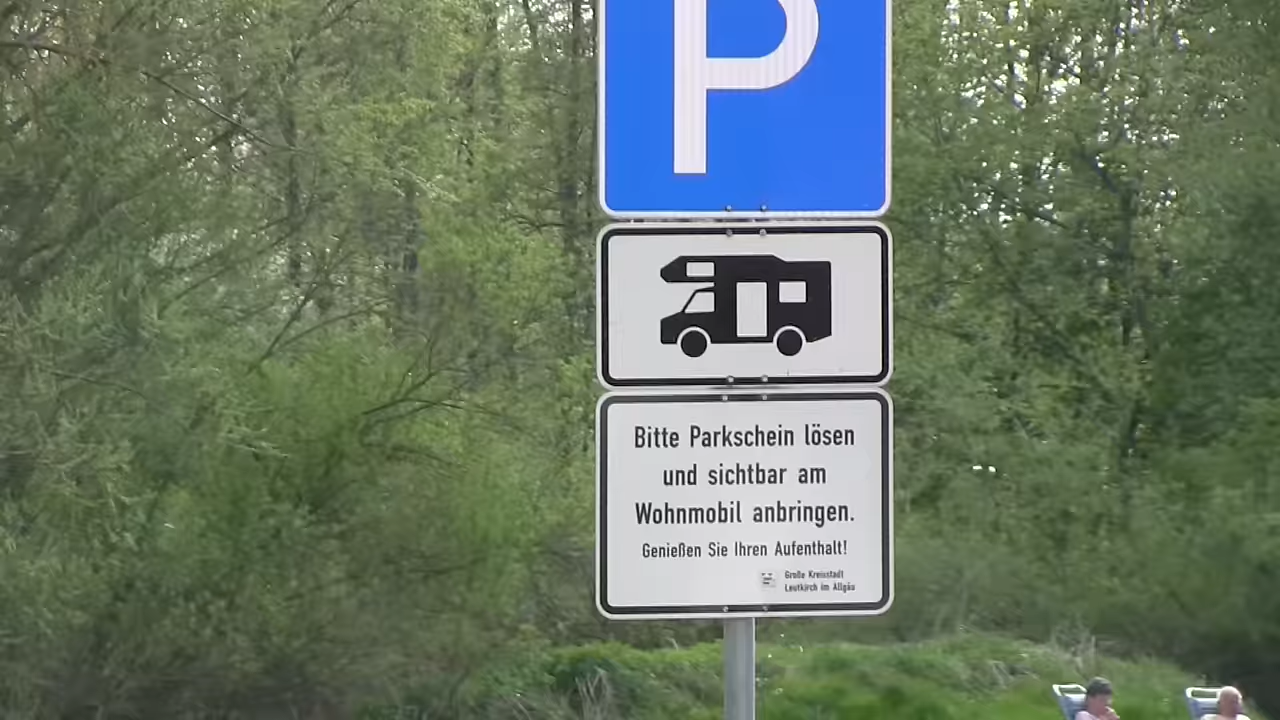 P
Bitte Parkschein lösen
und sichtbar am
Wohnmobil anbringen.
Genießen Sie Ihren Aufenthalt!
Große Kreisstadt
Leutkirch im Allgäu